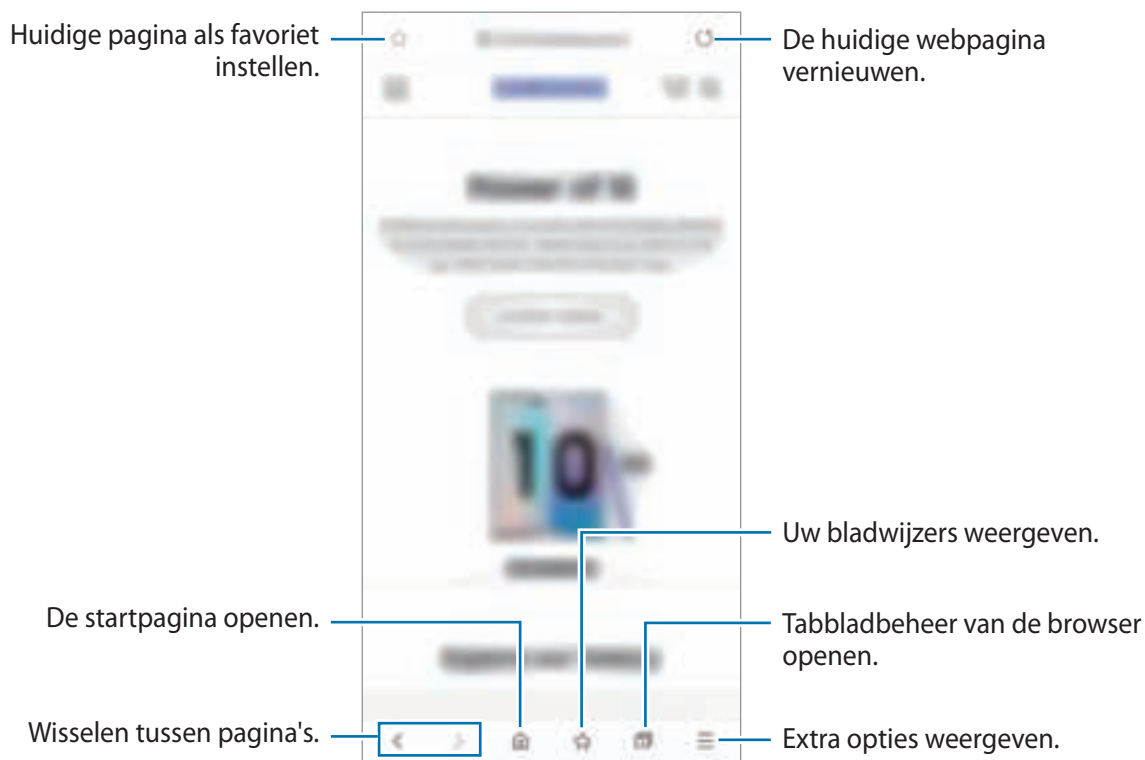 Huidige pagina als favoriet
instellen.
De huidige webpagina
vernieuwen.
10
Uw bladwijzers weergeven.
De startpagina openen.
Tabbladbeheer van de browser
openen.
Wisselen tussen pagina's.
Extra opties weergeven.